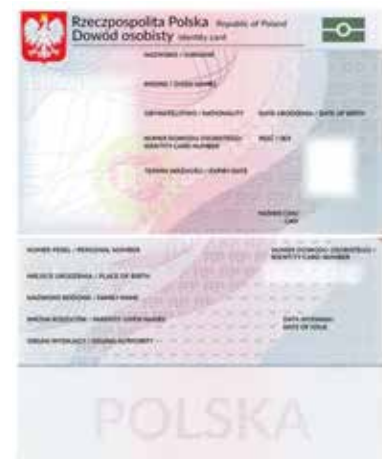 Rzeczpospolita Polska Republic of Poland
Dowód osobisty Identity card
NAZWISKO / SURNAME
IMIONA / GIVEN NAMES
OBYWATELSTWO / NATIONALITY DATA URODZENIA / DATE OF BIRTH
NUMER DOWODU OSOBISTEGO PŁEĆ / SEX
IDENTITY CARD NUMBER
TERMIN WAŻNOŚCI / EXPIRY DATE
NUMER CAN/
CAN
NUMER PESEL / PERSONAL NUMBER NUMER DOWODU OSOBISTEGO /
IDENTITY CARD NUMBER
MIEJSCE URODZENIA / PLACE OF BIRTH
NAZWISKO RODOWE / FAMILY NAME
IMIONA RODZICÓW / PARENTS' GIVEN NAMES DATA WYDANIA /
DATE OF ISSUE
ORGAN WYDAJĄCY / ISSUING AUTHORITY
POLSKA